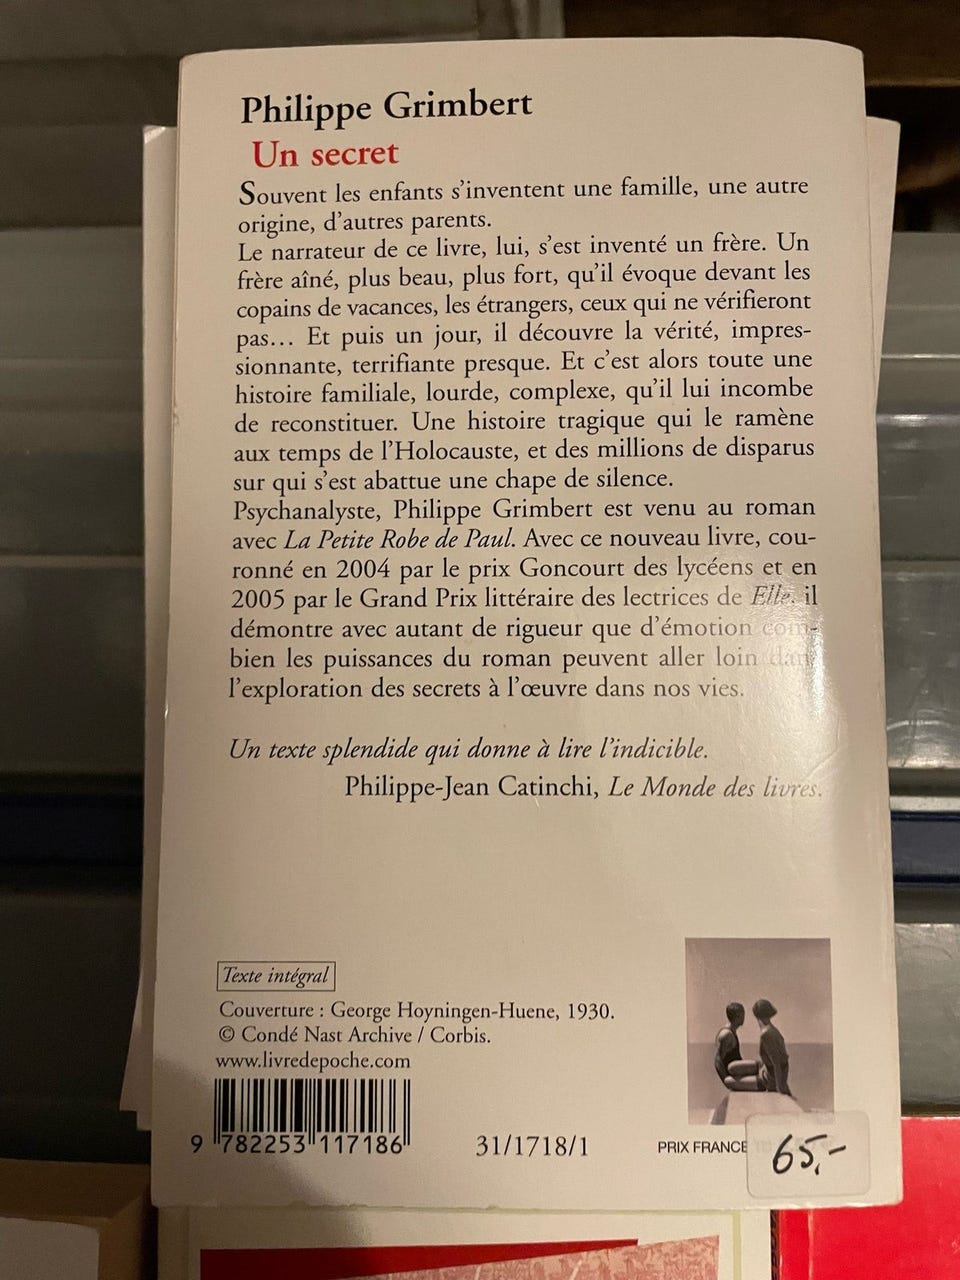 Philippe Grimbert
Un secret
Souvent les enfants s'inventent une famille, une autre
origine, d'autres parents.
Le narrateur de ce livre, lui, s'est inventé un frère. Un
frère aîné, plus beau, plus fort, qu'il évoque devant les
copains de vacances, les étrangers, ceux qui ne vérifieront
pas... Et puis un jour, il découvre la vérité, impres-
sionnante, terrifiante presque. Et c'est alors toute une
histoire familiale, lourde, complexe, qu'il lui incombe
de reconstituer. Une histoire tragique qui le ramène
aux temps de l'Holocauste, et des millions de disparus
sur qui s'est abattue une chape de silence.
Psychanalyste, Philippe Grimbert est venu au roman
avec La Petite Robe de Paul. Avec ce nouveau livre, cou-
ronné en 2004 par le prix Goncourt des lycéens et en
2005 par le Grand Prix littéraire des lectrices de Elle, il
démontre avec autant de rigueur que d'émotion com-
bien les puissances du roman peuvent aller loin dans
l'exploration des secrets à l'œuvre dans nos vies.
Un texte splendide qui donne à lire l'indicible.
Philippe-Jean Catinchi, Le Monde des livres.
Texte intégral
Couverture : George Hoyningen-Huene, 1930.
© Condé Nast Archive / Corbis.
www.livredepoche.com
9 782253 117186
31/1718/1
PRIX FRANCE
65,-